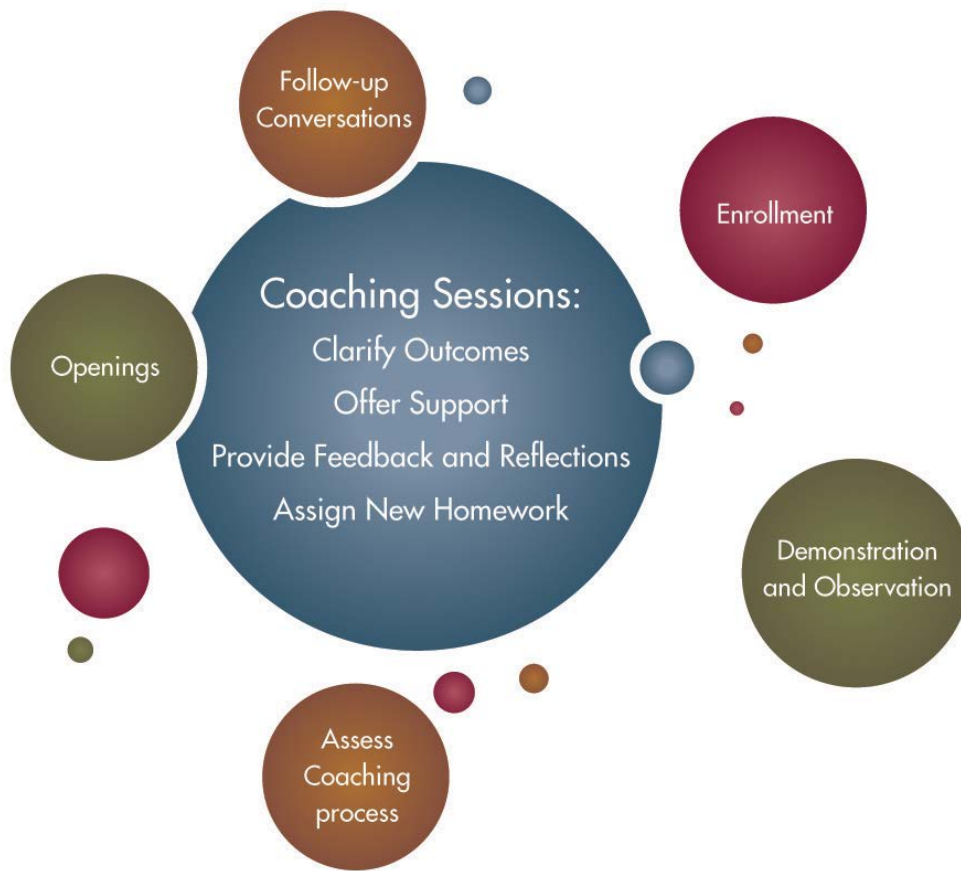 Follow-up
Conversations
Enrollment
Openings
Coaching Sessions:
Clarify Outcomes
Offer Support
Provide Feedback and Reflections
Assign New Homework
Demonstration
and Observation
Assess
Coaching
process